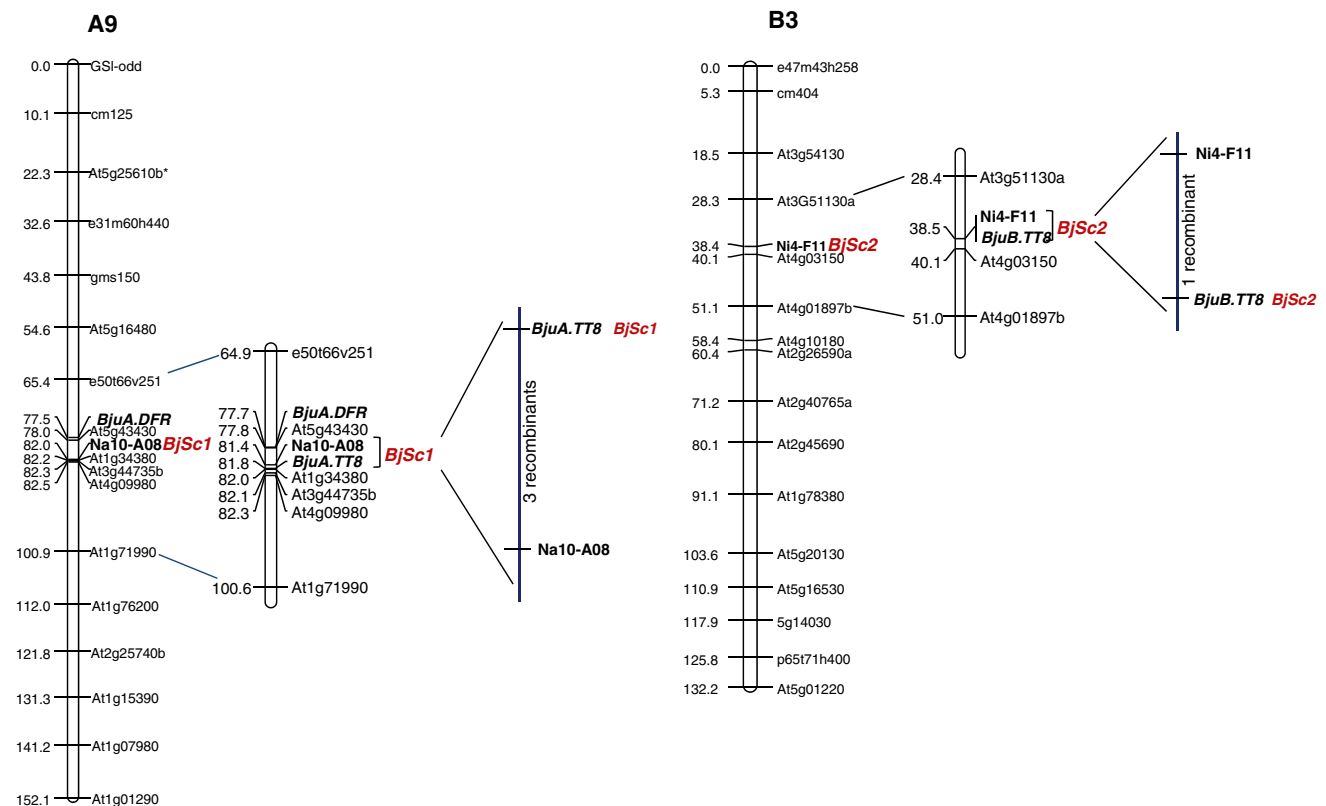 A9
0.0 GSl-odd
10.1 cm125
22.3 At5g25610b*
32.6 e31m60h440
43.8 gms150
54.6 At5g16480
65.4 e50t66v251
77.5 BjuA.DFR
78.0 At5g43430
82.0 Na10-A08 BjSc1
82.2 At1g34380
82.3 At3g44735b
82.5 At4g09980
100.9 At1g71990
112.0 At1g76200
121.8 At2g25740b
131.3 At1g15390
141.2 At1g07980
152.1 At1g01290
64.9 e50t66v251
77.7 BjuA.DFR
77.8 At5g43430
81.4 Na10-A08
81.8 BjuA.TT8
BjSc1
82.0 At1g34380
82.1 At3g44735b
82.3 At4g09980
100.6 At1g71990
BjuA.TT8 BjSc1
3 recombinants
Na10-A08
B3
0.0 e47m43h258
5.3 cm404
18.5 At3g54130
28.3 At3G51130a
38.4 Ni4-F11 BjSc2
40.1 At4g03150
51.1 At4g01897b
58.4 At4g10180
60.4 At2g26590a
71.2 At2g40765a
80.1 At2g45690
91.1 At1g78380
103.6 At5g20130
110.9 At5g16530
117.9 5g14030
125.8 p65t71h400
132.2 At5g01220
28.4 At3g51130a
Ni4-F11
38.5 BjuB.TT8
BjSc2
40.1 At4g03150
51.0 At4g01897b
Ni4-F11
1 recombinant
BjuB.TT8 BjSc2